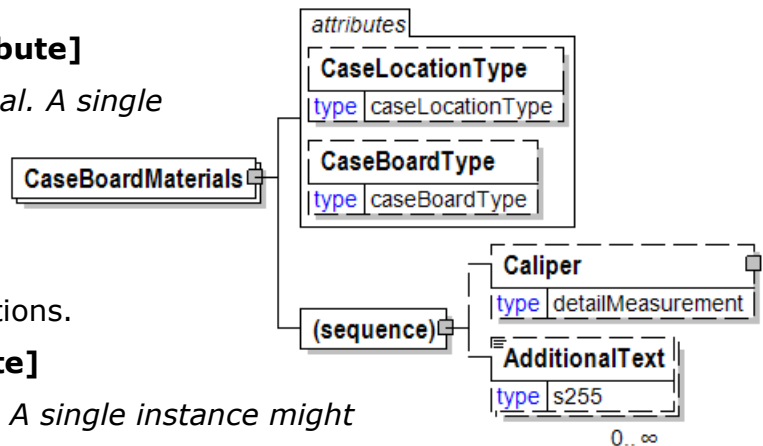 attributes
bute]
CaseLocationType
type caseLocationType
al. A single
CaseBoardType
type caseBoardType
CaseBoardMaterials
Caliper
type detailMeasurement
tions.
(sequence)
te]
AdditionalText
type s255
A single instance might
0..∞